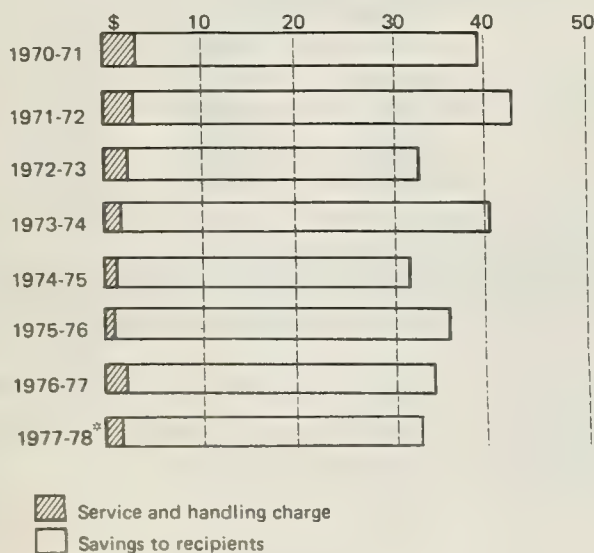 $ 10 20 30 40 50
1970-71
1971-72
1972-73
1973-74
1974-75
1975-76
1976-77
1977-78*
Service and handling charge
Savings to recipients